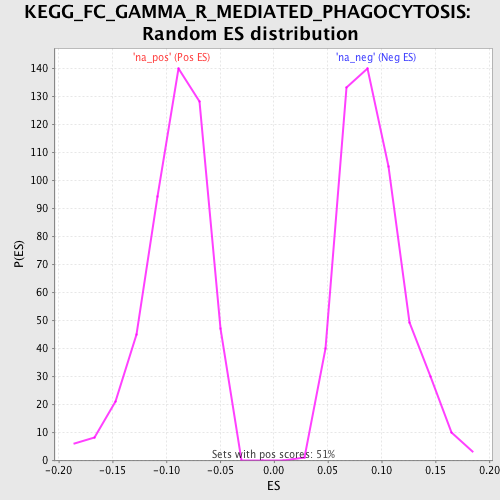 KEGG_FC_GAMMA_R_MEDIATED_PHAGOCYTOSIS:
Random ES distribution
'na_pos' (Pos ES) 'na_neg' (Neg ES)
140
130
120
110
100
90
80
70
60
50
40
30
20
10
0
P(ES)
Sets with pos scores: 51%
-0.20 -0.15 -0.10 -0.05 0.00 0.05 0.10 0.15 0.20
ES